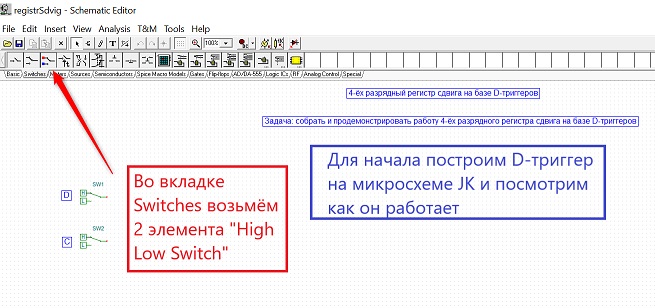 registrSdvig - Schematic Editor
File Edit Insert View Analysis T&M Tools Help
100%
Basic Switches Meters Sources Semiconductors Spice Macro Models Gates Flip-flops AD/DA-555 Logic ICs RF Analog Control Special
4-ёх разрядный регистр сдвига на базе D-триггеров
Задача: собрать и продемонстрировать работу 4-ёх разрядного регистра сдвига на базе D-триггеров
Для начала построим D-триггер
на микросхеме JK и посмотрим
как он работает
Во вкладке
Switches возьмём
2 элемента "High
Low Switch"
SW1
D
H
L
SW2
C
H
L